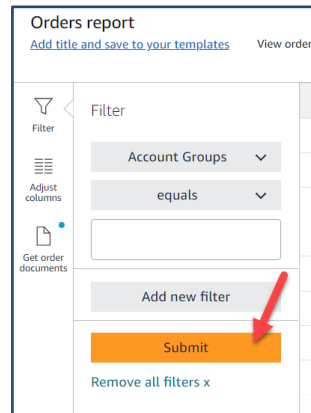 Orders report
Add title and save to your templates View order
Filter
Filter
Account Groups
Adjust
columns
equals
Get order
documents
Add new filter
Submit
Remove all filters x